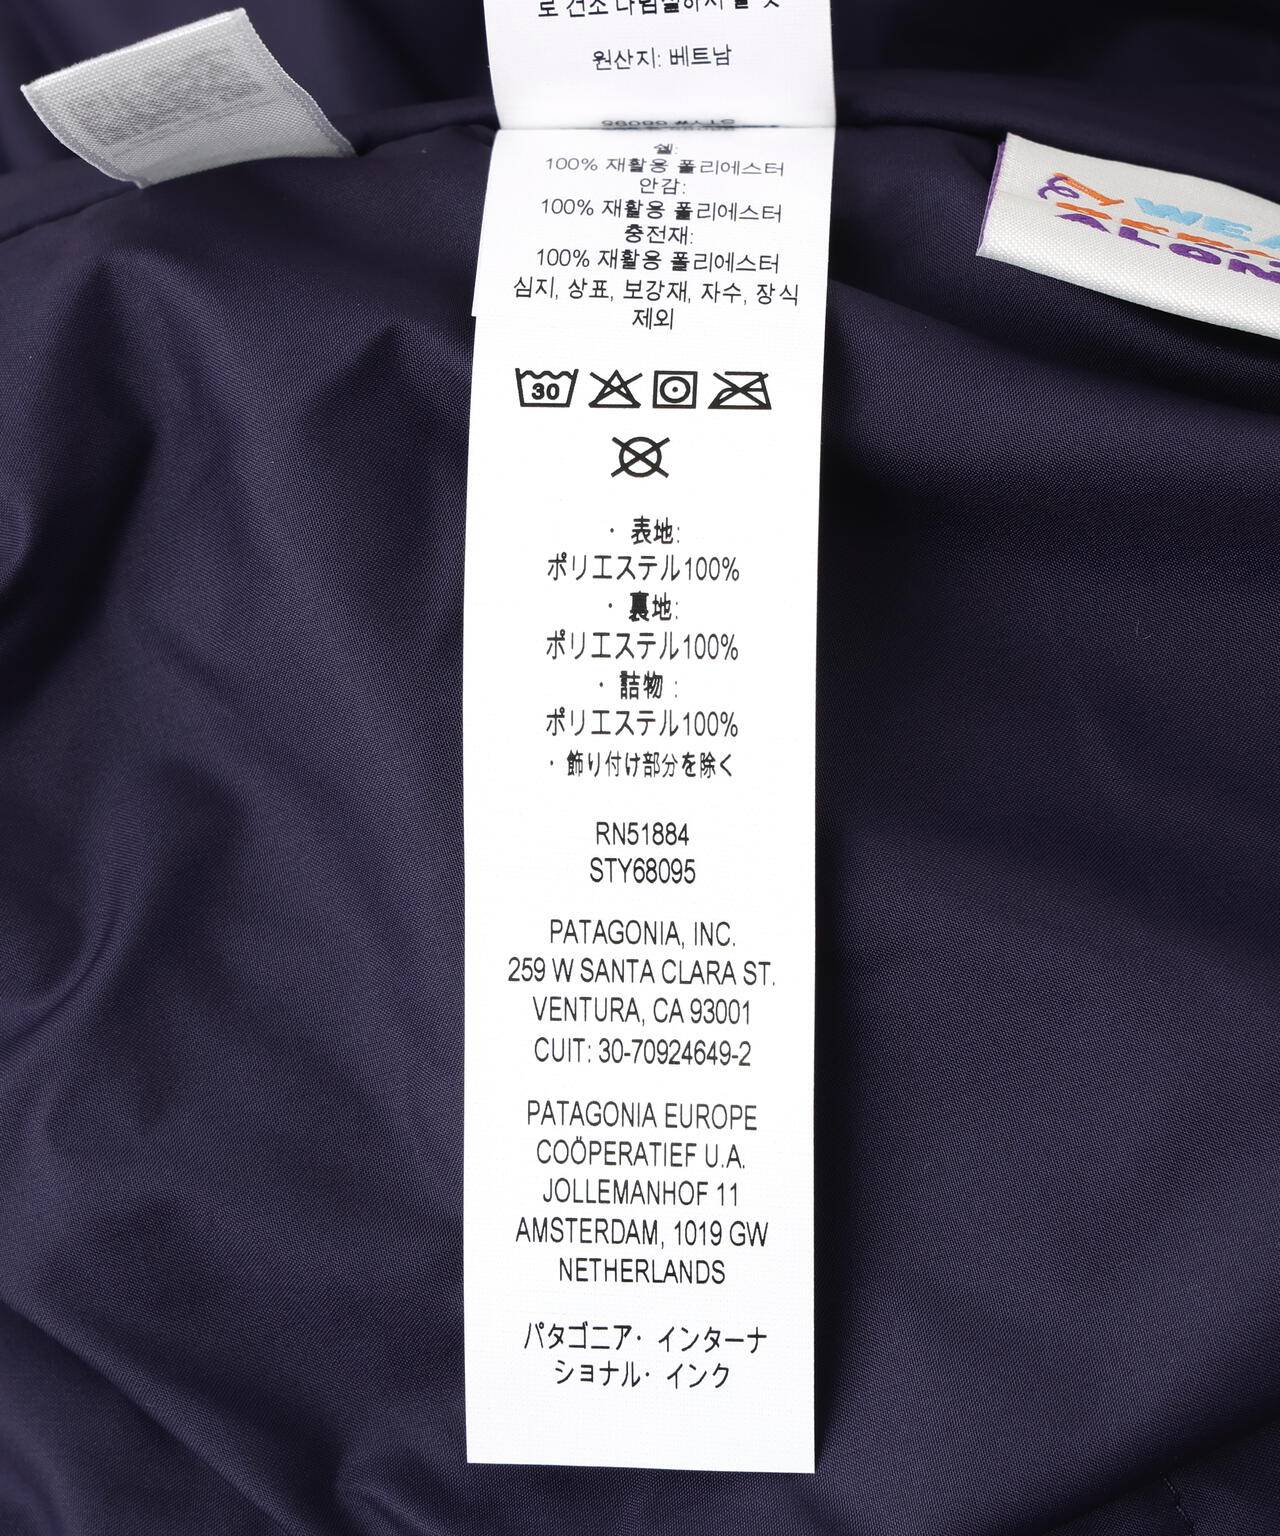 원산지: 베트남
쉘:
100% 재활용 폴리에스터
안감:
100% 재활용 폴리에스터
충전재:
100% 재활용 폴리에스터
심지, 상표, 보강재, 자수, 장식
제외
30
・表地:
ポリエステル100%
・裏地:
ポリエステル100%
・詰物:
ポリエステル100%
・飾り付け部分を除く
RN51884
STY68095
PATAGONIA, INC.
259 W SANTA CLARA ST.
VENTURA, CA 93001
CUIT: 30-70924649-2
PATAGONIA EUROPE
COÖPERATIEF U.A.
JOLLEMANHOF 11
AMSTERDAM, 1019 GW
NETHERLANDS
パタゴニア・インターナ
ショナル・インク